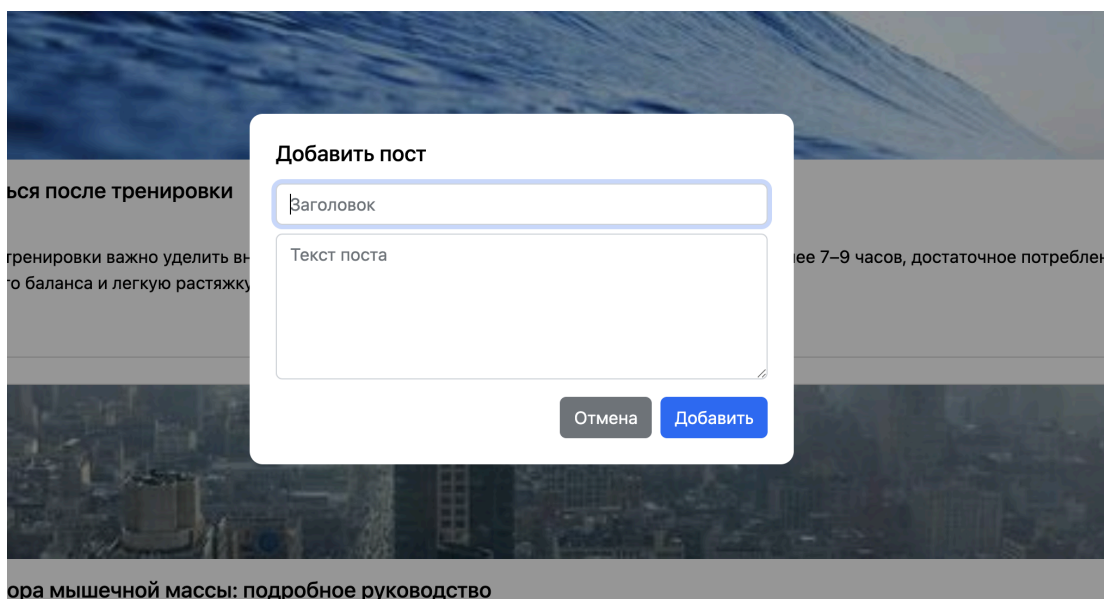 Добавить пост
Заголовок
ься после тренировки
Текст поста
тренировки важно уделить вн ее 7–9 часов, достаточное потреблен
го баланса и легкую растяжку
Отмена Добавить
ора мышечной массы: подробное руководство